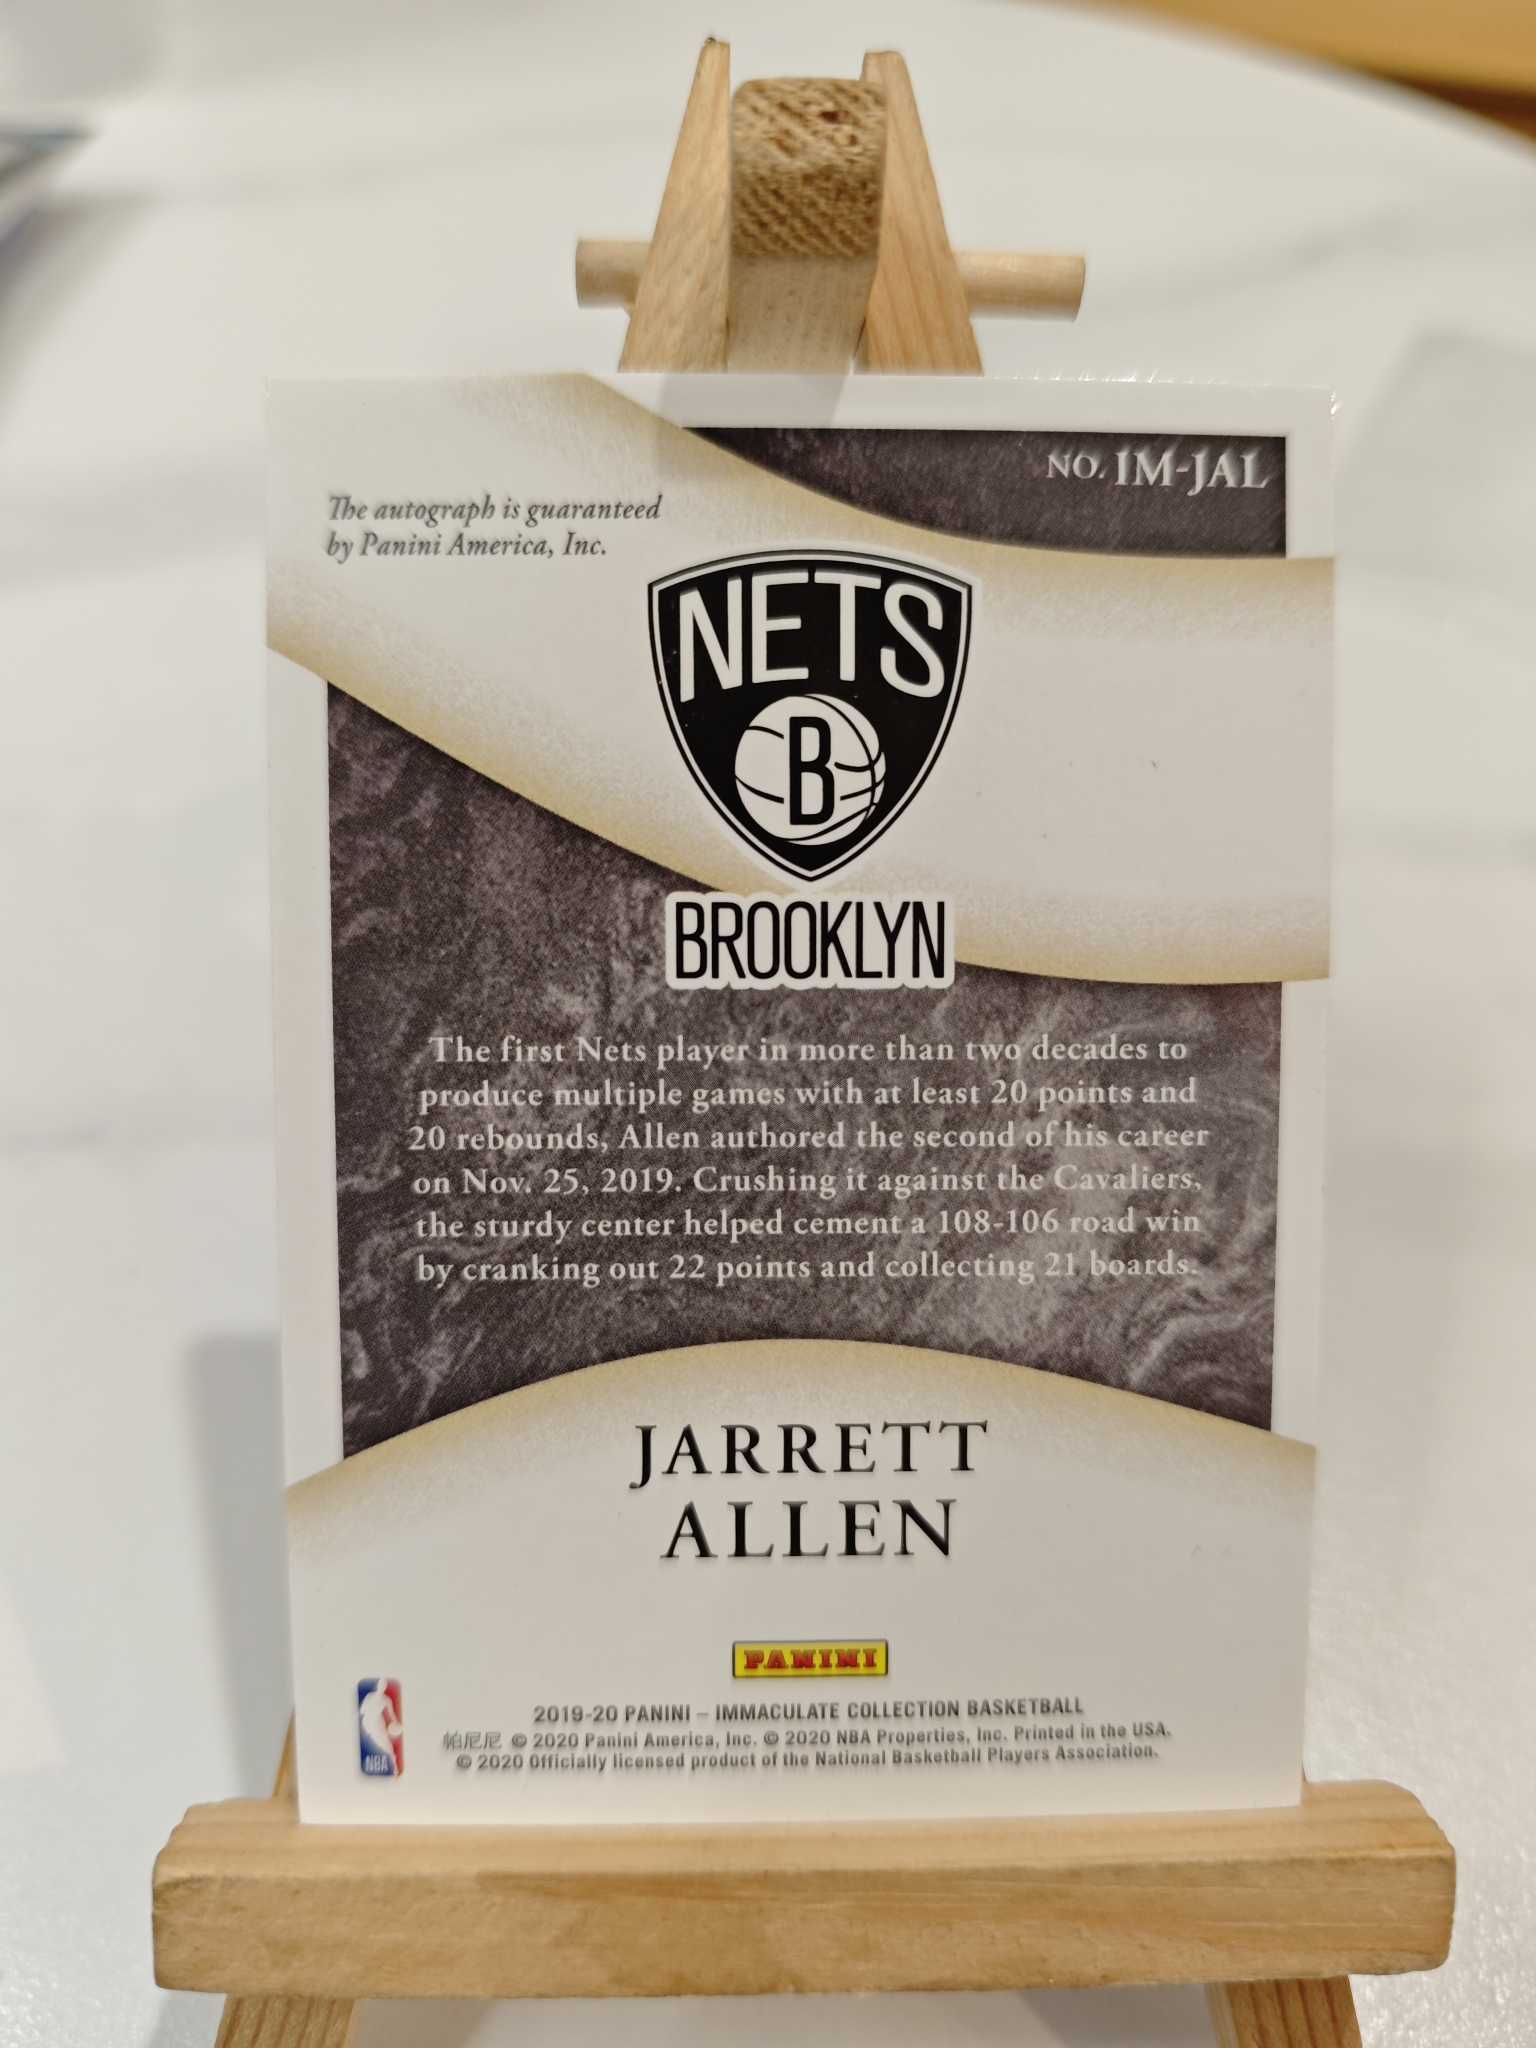 NO. IM-JAL
The autograph is guaranteed
by Panini America, Inc.
NETS
B
BROOKLYN
The first Nets player in more than two decades to
produce multiple games with at least 20 points and
20 rebounds, Allen authored the second of his career
on Nov. 25, 2019. Crushing it against the Cavaliers,
the sturdy center helped cement a 108-106 road win
by cranking out 22 points and collecting 21 boards.
JARRETT
ALLEN
PANINI
NBA
2019-20 PANINI – IMMACULATE COLLECTION BASKETBALL
帕尼尼 © 2020 Panini America, Inc. © 2020 NBA Properties, Inc. Printed in the USA.
© 2020 Officially licensed product of the National Basketball Players Association.